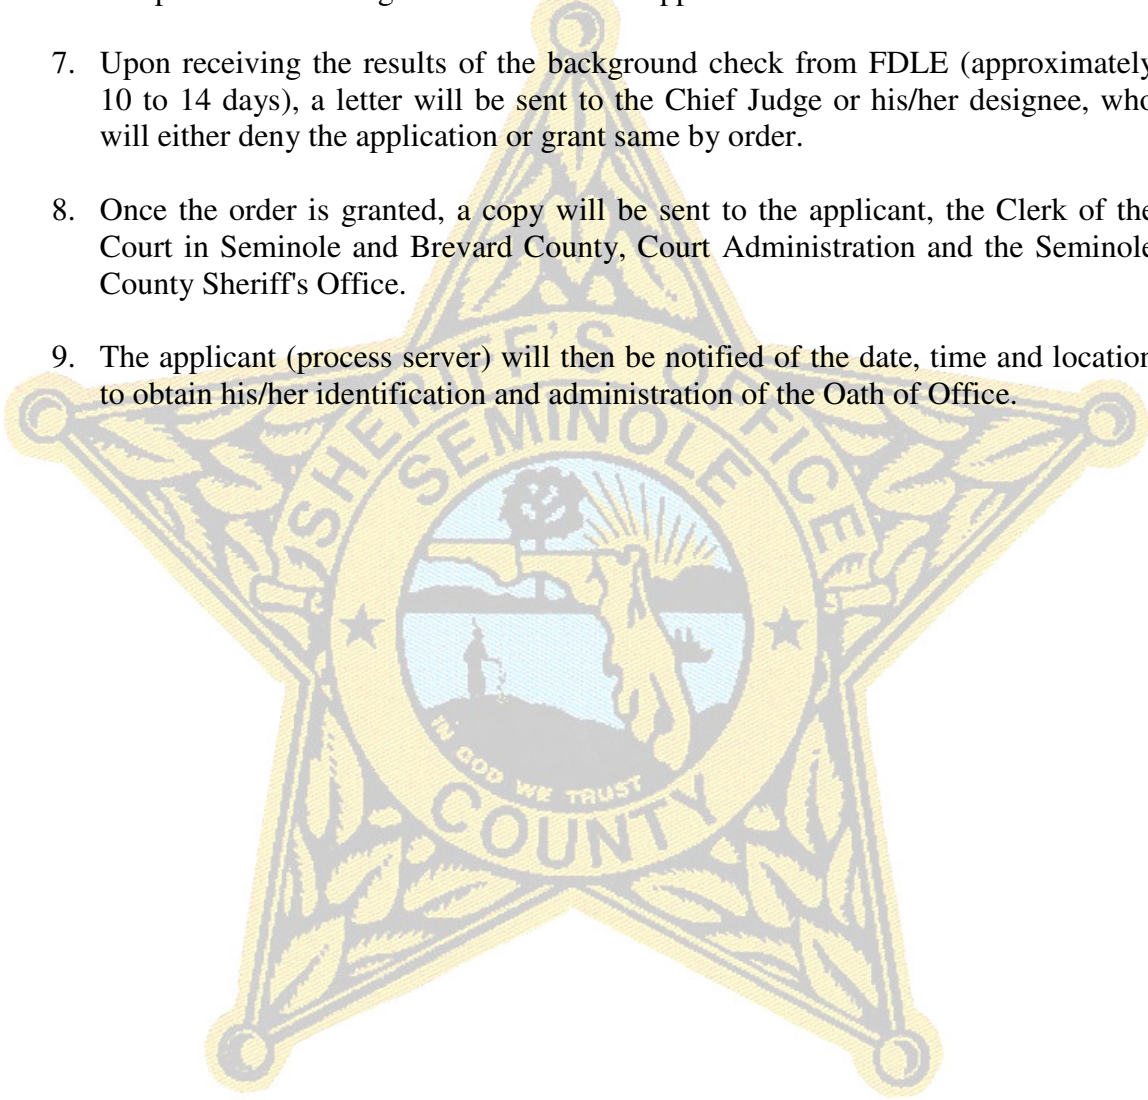 7. Upon receiving the results of the background check from FDLE (approximately
10 to 14 days), a letter will be sent to the Chief Judge or his/her designee, who
will either deny the application or grant same by order.
8. Once the order is granted, a copy will be sent to the applicant, the Clerk of the
Court in Seminole and Brevard County, Court Administration and the Seminole
County Sheriff's Office.
9. The applicant (process server) will then be notified of the date, time and location
to obtain his/her identification and administration of the Oath of Office.
SHERIFF'S OFFICE
SEMINOLE
IN GOD WE TRUST
COUNTY